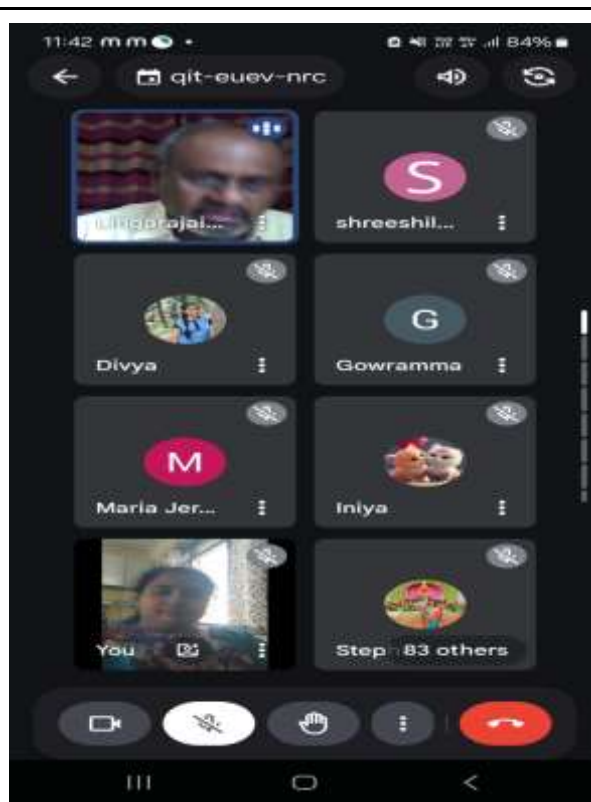 11:42 m m
84%
qit-euev-nrc
S
shreeshil...
Divya
G
Gowramma
M
Maria Jer...
Iniya
You
Step 83 others